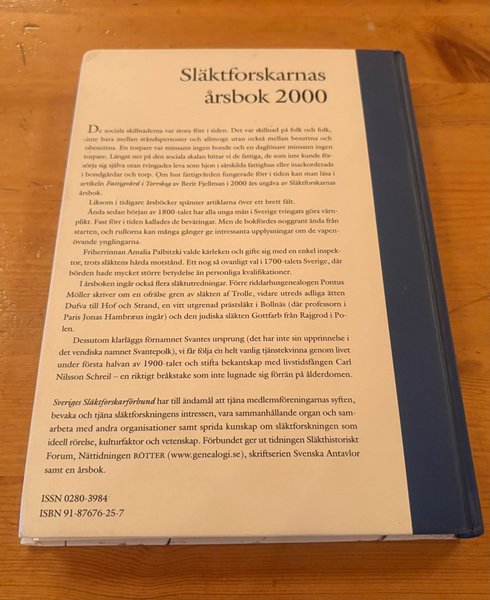 Släktforskarnas
årsbok 2000
DE sociala skillnaderna var stora förr i tiden. Det var skillnad på folk och folk,
inte bara mellan ståndspersoner och allmoge utan också mellan besuttna och
obesuttna. En torpare var minsann ingen bonde och en daglönare minsann ingen
torpare. Längst ner på den sociala skalan hittar vi de fattiga, de som inte kunde för-
sörja sig själva utan tvingades leva som hjon i särskilda fattighus eller inackorderade
i bondgårdar och torp. Om hur fattigvården fungerade förr i tiden kan man läsa i
artikeln Fattigvård i Torrskog av Berit Fjellman i 2000 års utgåva av Släktforskarnas
årsbok.
Liksom i tidigare årsböcker spänner artiklarna över ett brett fält.
Ända sedan början av 1800-talet har alla unga män i Sverige tvingats göra värn-
plikt. Fast förr i tiden kallades de beväringar. Men de bokfördes noggrant ända från
starten, och rullorna kan många gånger ge intressanta upplysningar om de vapen-
övande ynglingarna.
Friherrinnan Amalia Palbitzki valde kärleken och gifte sig med en enkel inspek-
tor, trots släktens hårda motstånd. Ett nog så ovanligt val i 1700-talets Sverige, där
börden hade mycket större betydelse än personliga kvalifikationer.
I årsboken ingår också flera släktutredningar. Förre riddarhusgenealogen Pontus
Möller skriver om en ofrälse gren av släkten af Trolle, vidare utreds adliga ätten
Dufva till Hof och Strand, en vitt utgrenad prästsläkt i Bollnäs (där professorn i
Paris Jonas Hambræus ingår) och den judiska släkten Gottfarb från Rajgrod i Po-
len.
Dessutom klarläggs förnamnet Svantes ursprung (det har inte sin upprinnelse i
det vendiska namnet Svantepolk), vi får följa en helt vanlig tjänstekvinna genom livet
under första halvan av 1900-talet och stifta bekantskap med livstidsfången Carl
Nilsson Schreil – en riktigt bråkstake som inte lugnade sig förrän på ålderdomen.
Sveriges Släktforskarförbund har till ändamål att tjäna medlemsföreningarnas syften,
bevaka och tjäna släktforskningens intressen, vara sammanhållande organ och sam-
arbeta med andra organisationer samt sprida kunskap om släktforskningen som
ideell rörelse, kulturfaktor och vetenskap. Förbundet ger ut tidningen Släkthistoriskt
Forum, Nättidningen RÖTTER (www.genealogi.se), skriftserien Svenska Antavlor
samt en årsbok.
ISSN 0280-3984
ISBN 91-87676-25-7